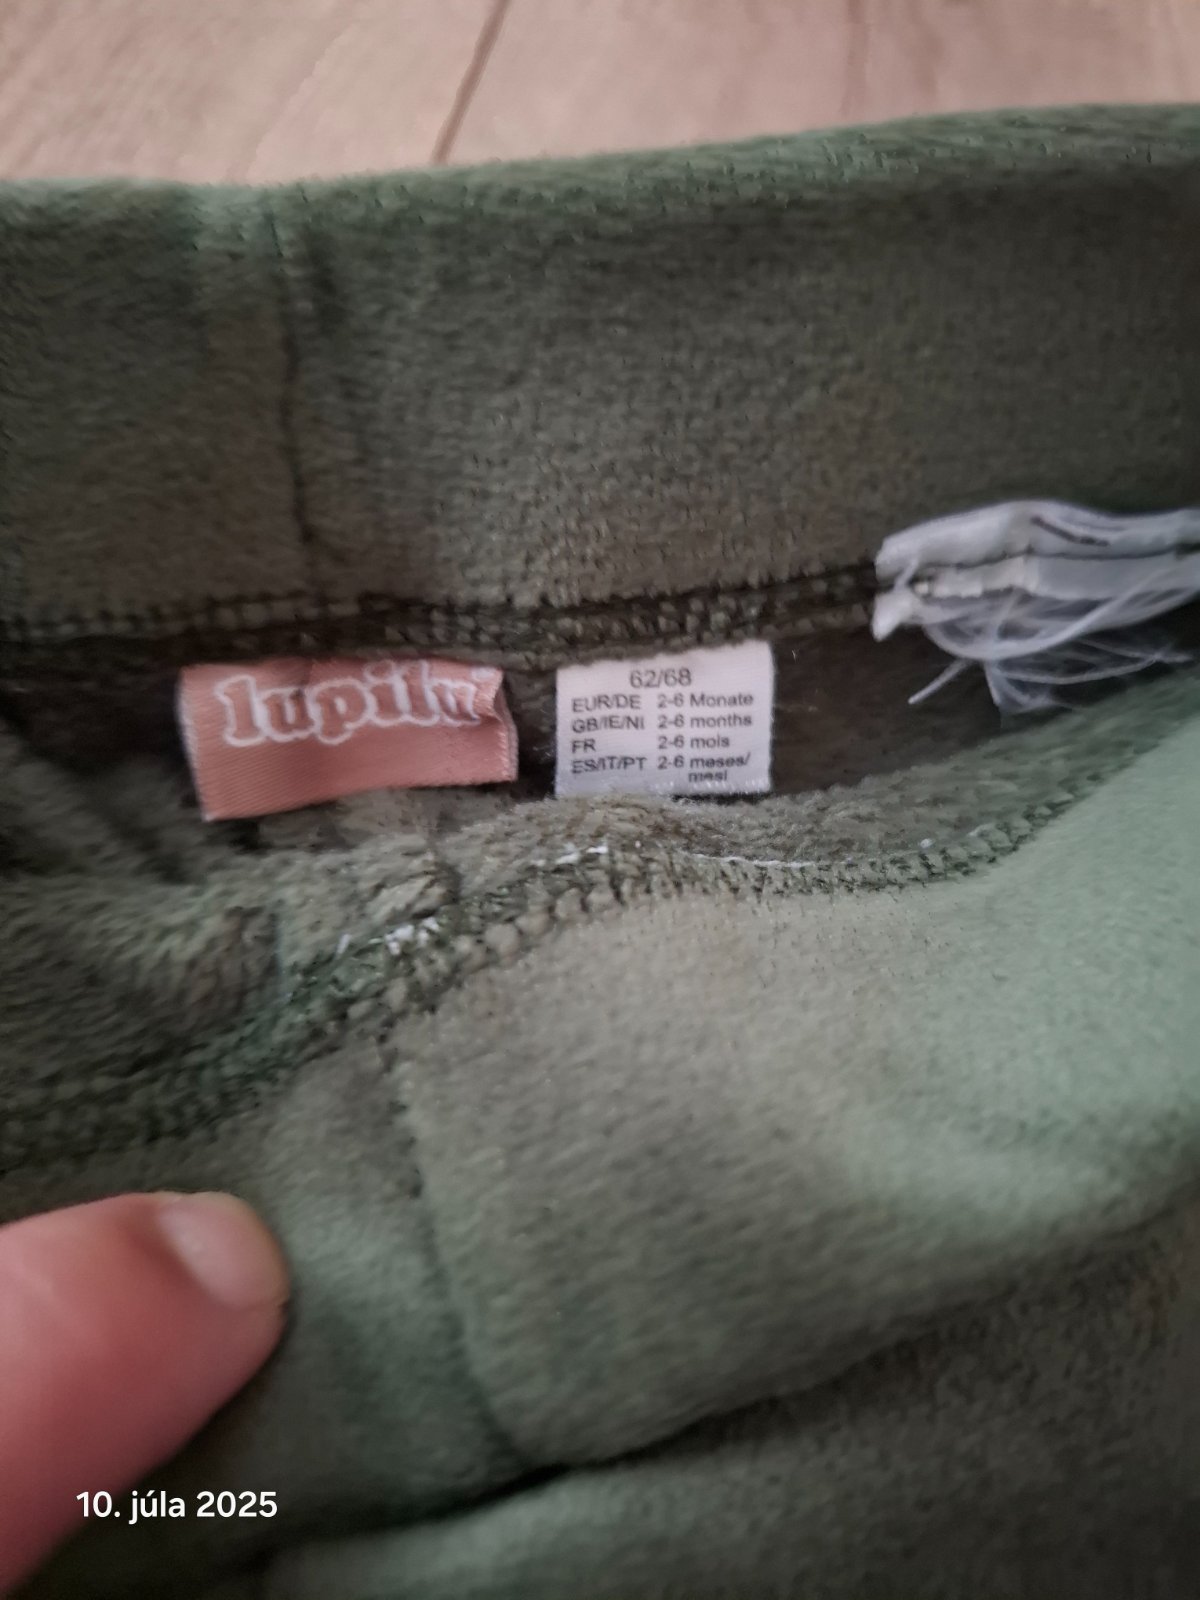 lupilu
62/68
EUR/DE 2-6 Monate
GB/IE/NI 2-6 months
FR 2-6 mois
ES/IT/PT 2-6 meses/
mesi
10. júla 2025